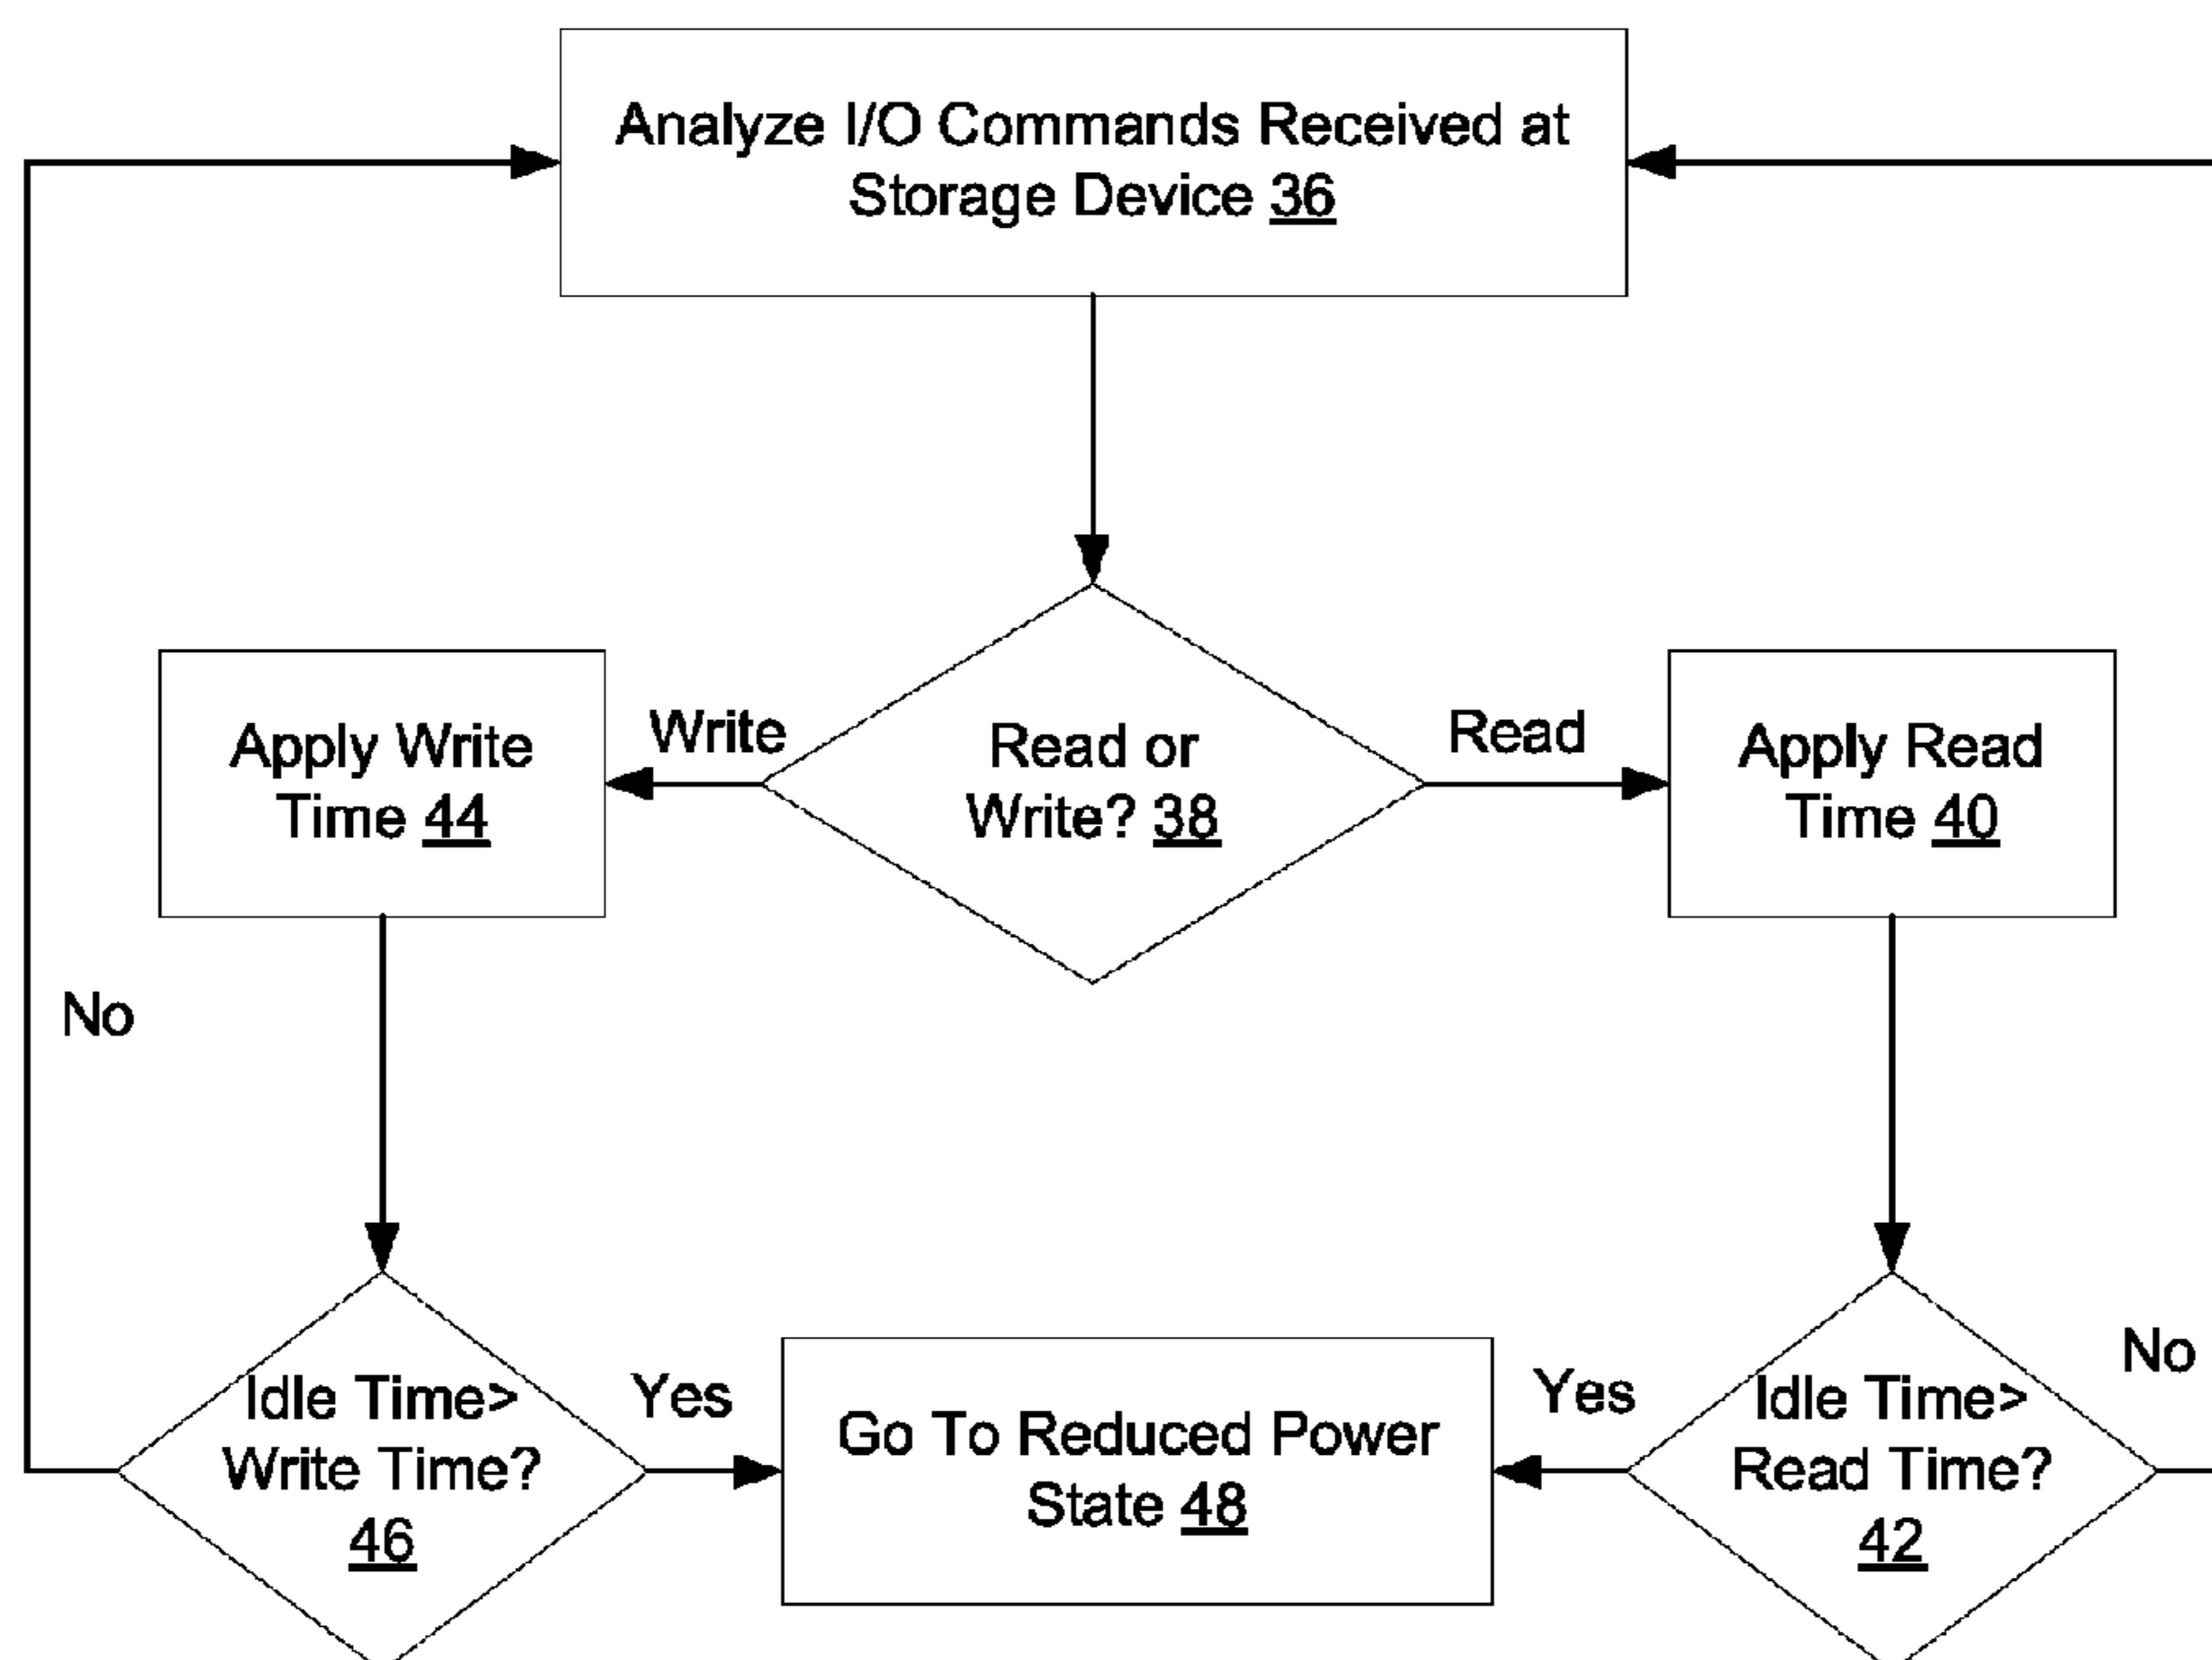 Analyze I/O Commands Received at
Storage Device 36
Write
Read
Apply Write
Time 44
Read or
Write? 38
Apply Read
Time 40
No
No
Idle Time>
Write Time?
46
Yes
Go To Reduced Power
State 48
Yes
Idle Time>
Read Time?
42